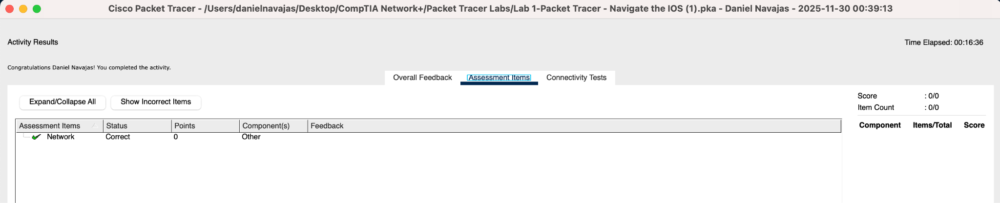 Cisco Packet Tracer - /Users/danielnavajas/Desktop/CompTIA Network+/Packet Tracer Labs/Lab 1-Packet Tracer - Navigate the IOS (1).pka - Daniel Navajas - 2025-11-30 00:39:13
Activity Results
Time Elapsed: 00:16:36
Congratulations Daniel Navajas! You completed the activity.
Overall Feedback
Assessment Items
Connectivity Tests
Expand/Collapse All
Show Incorrect Items
Assessment Items Status Points Component(s) Feedback
Network Correct 0 Other
Score : 0/0
Item Count : 0/0
Component Items/Total Score